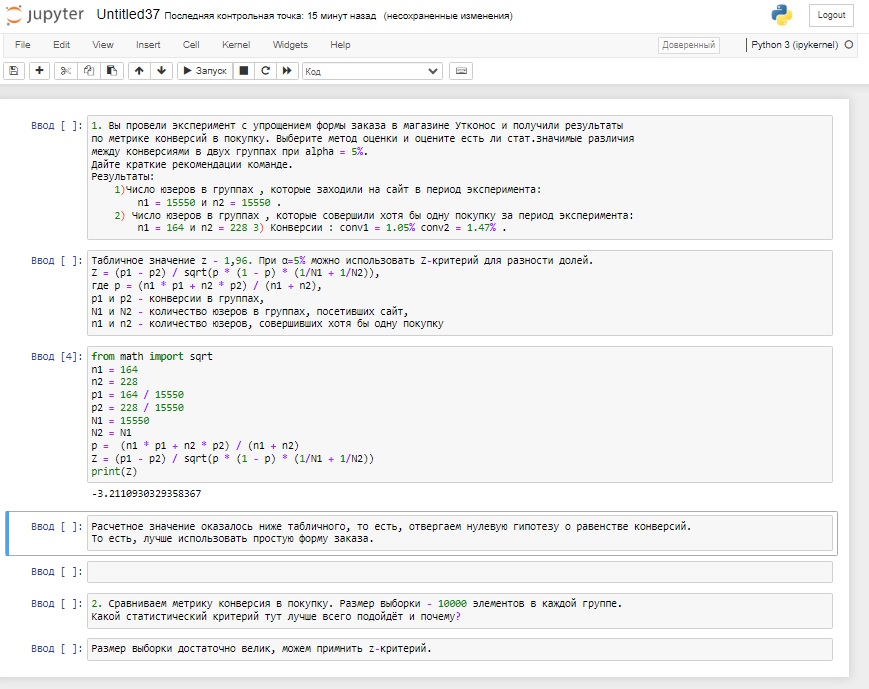 jupyter Untitled37 Последняя контрольная точка: 15 минут назад (несохраненные изменения)
Logout
File Edit View Insert Cell Kernel Widgets Help
Доверенный
Python 3 (ipykernel)
Запуск
Код
Ввод [ ]:
1. Вы провели эксперимент с упрощением формы заказа в магазине Утконос и получили результаты
по метрике конверсий в покупку. Выберите метод оценки и оцените есть ли стат.значимые различия
между конверсиями в двух группах при alpha = 5%.
Дайте краткие рекомендации команде.
Результаты:
1)Число юзеров в группах , которые заходили на сайт в период эксперимента:
n1 = 15550 и n2 = 15550 .
2) Число юзеров в группах , которые совершили хотя бы одну покупку за период эксперимента:
n1 = 164 и n2 = 228 3) Конверсии : conv1 = 1.05% conv2 = 1.47% .
Ввод [ ]:
Табличное значение z - 1,96. При α=5% можно использовать Z-критерий для разности долей.
Z = (p1 - p2) / sqrt(p * (1 - p) * (1/N1 + 1/N2)),
где p = (n1 * p1 + n2 * p2) / (n1 + n2),
p1 и p2 - конверсии в группах,
N1 и N2 - количество юзеров в группах, посетивших сайт,
n1 и n2 - количество юзеров, совершивших хотя бы одну покупку
Ввод [4]:
from math import sqrt
n1 = 164
n2 = 228
p1 = 164 / 15550
p2 = 228 / 15550
N1 = 15550
N2 = N1
p = (n1 * p1 + n2 * p2) / (n1 + n2)
Z = (p1 - p2) / sqrt(p * (1 - p) * (1/N1 + 1/N2))
print(Z)
-3.2110930329358367
Ввод [ ]:
Расчетное значение оказалось ниже табличного, то есть, отвергаем нулевую гипотезу о равенстве конверсий.
То есть, лучше использовать простую форму заказа.
Ввод [ ]:
Ввод [ ]:
2. Сравниваем метрику конверсия в покупку. Размер выборки - 10000 элементов в каждой группе.
Какой статистический критерий тут лучше всего подойдёт и почему?
Ввод [ ]:
Размер выборки достаточно велик, можем примнить z-критерий.